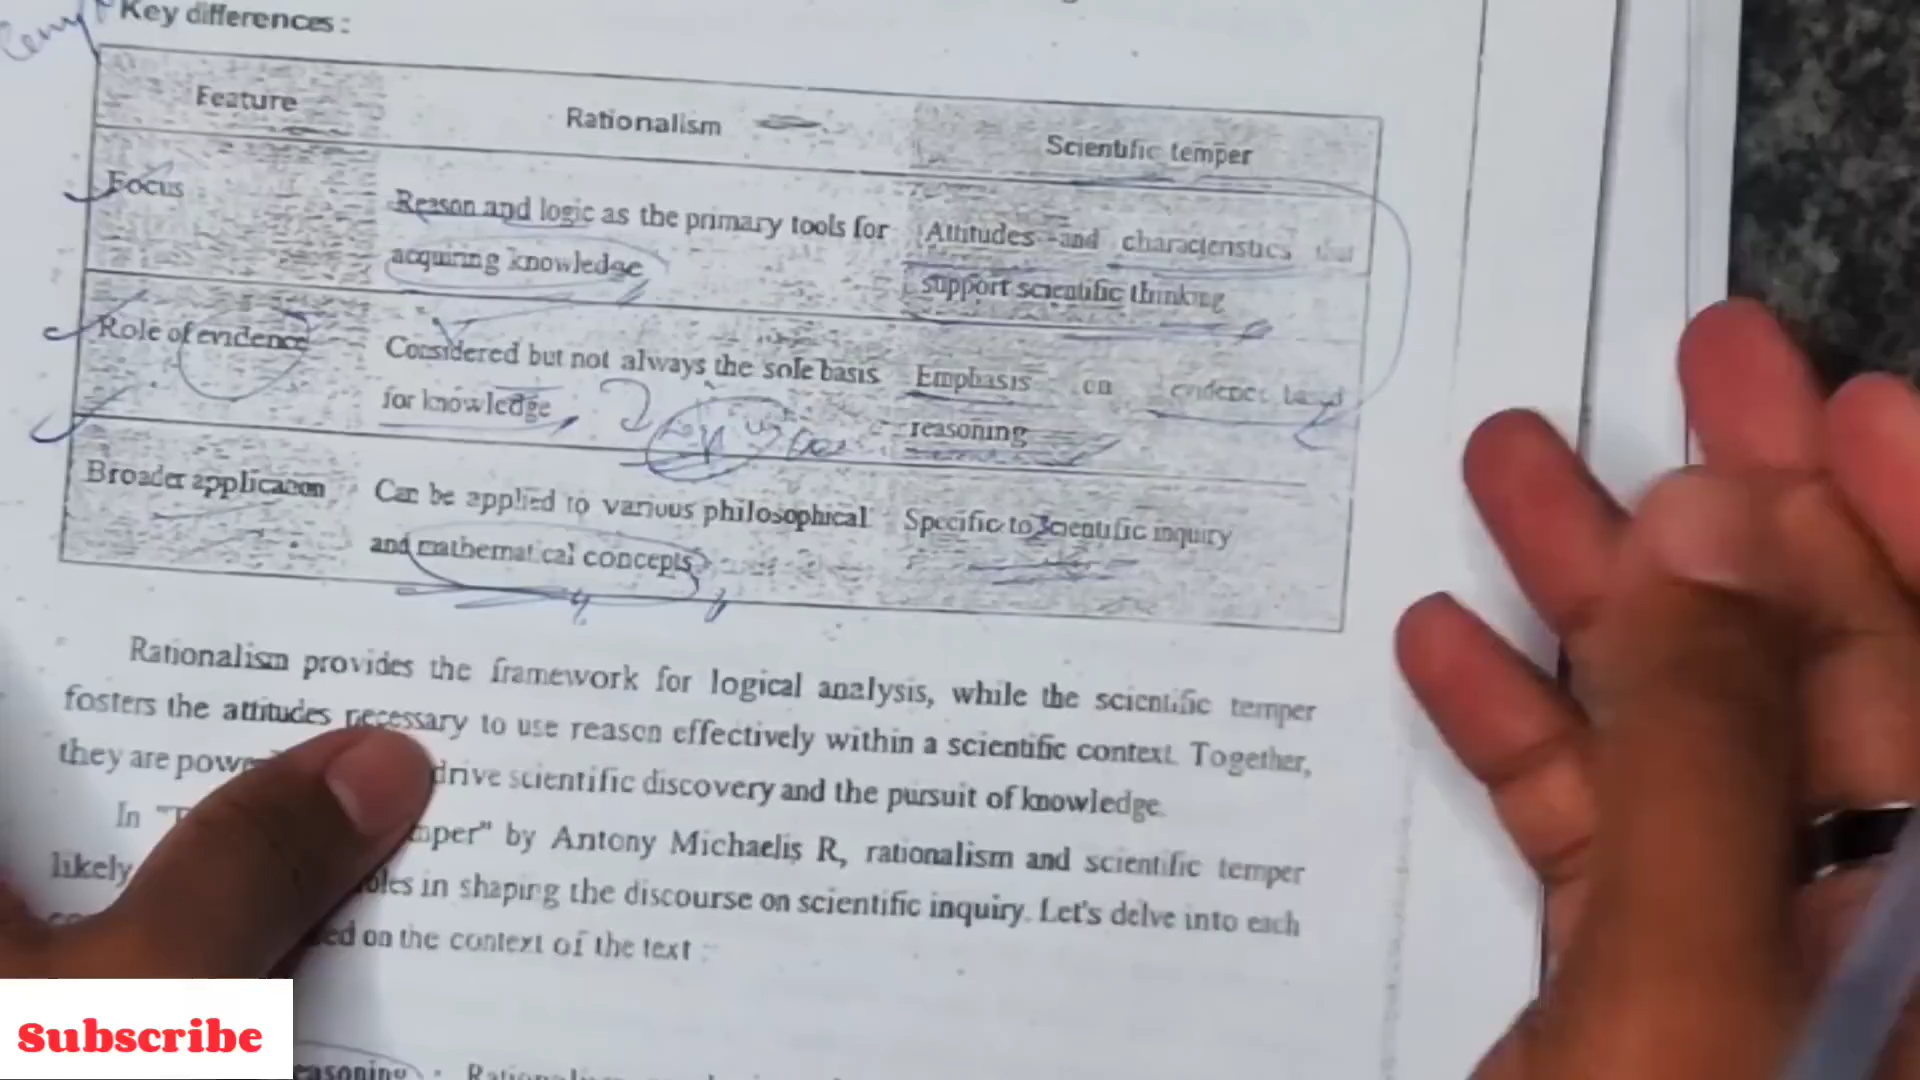 Key differences :
Feature Rationalism Scientific temper
Focus
Reason and logic as the primary tools for
acquiring knowledge
Attitudes and characteristics that
support scientific thinking
Role of evidence
Considered but not always the sole basis
for knowledge
Emphasis on evidence based
reasoning
Broader application
Can be applied to various philosophical
and mathematical concepts
Specific to scientific inquiry
Rationalism provides the framework for logical analysis, while the scientific temper
fosters the attitudes necessary to use reason effectively within a scientific context. Together,
they are drive scientific discovery and the pursuit of knowledge.
In by Antony Michaelis R, rationalism and scientific temper
likely in shaping the discourse on scientific inquiry. Let's delve into each
on the context of the text :
Subscribe